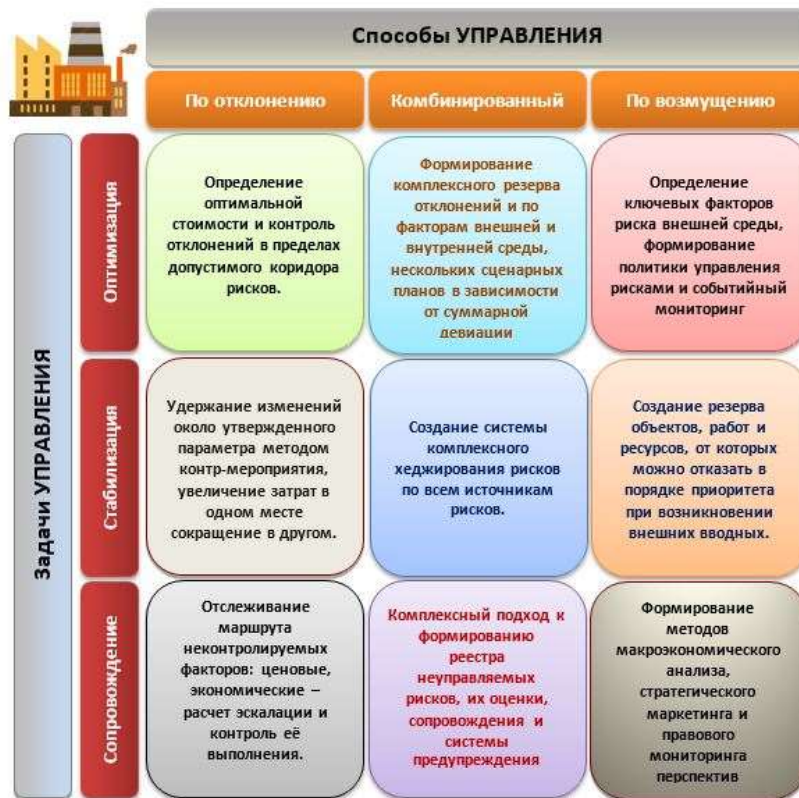 Способы УПРАВЛЕНИЯ
По отклонению
Комбинированный
По возмущению
Задачи УПРАВЛЕНИЯ
Оптимизация
Определение
оптимальной
стоимости и контроль
отклонений в пределах
допустимого коридора
рисков.
Формирование
комплексного резерва
отклонений и по
факторам внешней и
внутренней среды,
нескольких сценарных
планов в зависимости
от суммарной
девиации
Определение
ключевых факторов
риска внешней среды,
формирование
политики управления
рисками и событийный
мониторинг
Стабилизация
Удержание изменений
около утвержденного
параметра методом
контр-мероприятия,
увеличение затрат в
одном месте
сокращение в другом.
Создание системы
комплексного
хеджирования рисков
по всем источникам
рисков.
Создание резерва
объектов, работ и
ресурсов, от которых
можно отказать в
порядке приоритета
при возникновении
внешних вводных.
Сопровождение
Отслеживание
маршрута
неконтролируемых
факторов: ценовые,
экономические –
расчет эскалации и
контроль её
выполнения.
Комплексный подход к
формированию
реестра
неуправляемых
рисков, их оценки,
сопровождения и
системы
предупреждения
Формирование
методов
макроэкономического
анализа,
стратегического
маркетинга и
правового
мониторинга
перспектив